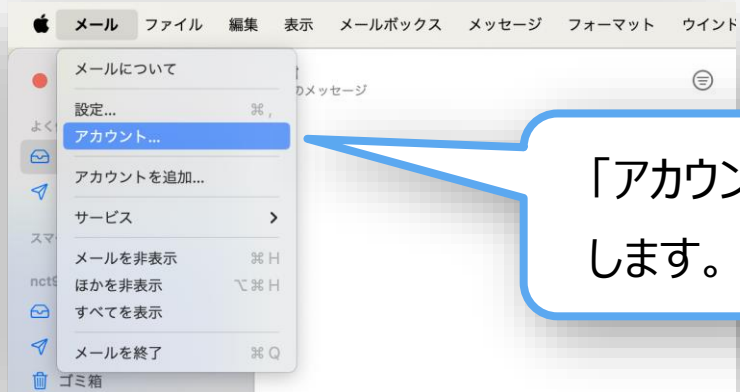 メール ファイル 編集 表示 メールボックス メッセージ フォーマット ウインド
メールについて
のメッセージ
設定... ⌘ ,
よく
アカウント...
アカウントを追加...
サービス >
スマ
メールを非表示 ⌘ H
nct9
ほかを非表示 ⌥ ⌘ H
すべてを表示
メールを終了 ⌘ Q
ゴミ箱
「アカウン
します。